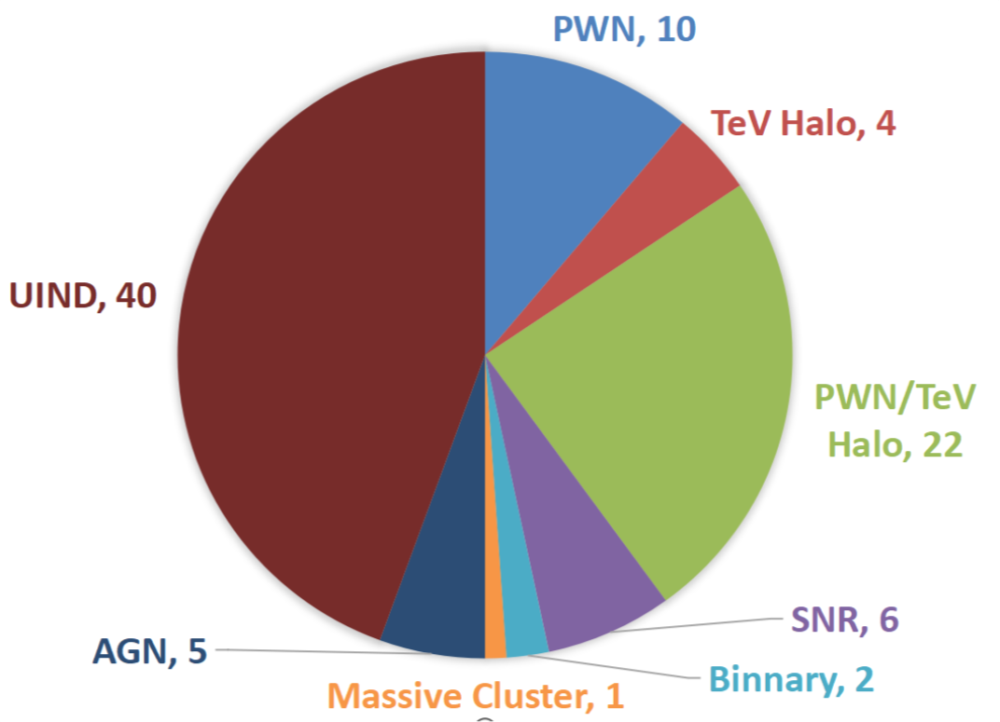 PWN, 10
TeV Halo, 4
UIND, 40
PWN/TeV
Halo, 22
SNR, 6
AGN, 5
Binnary, 2
Massive Cluster, 1